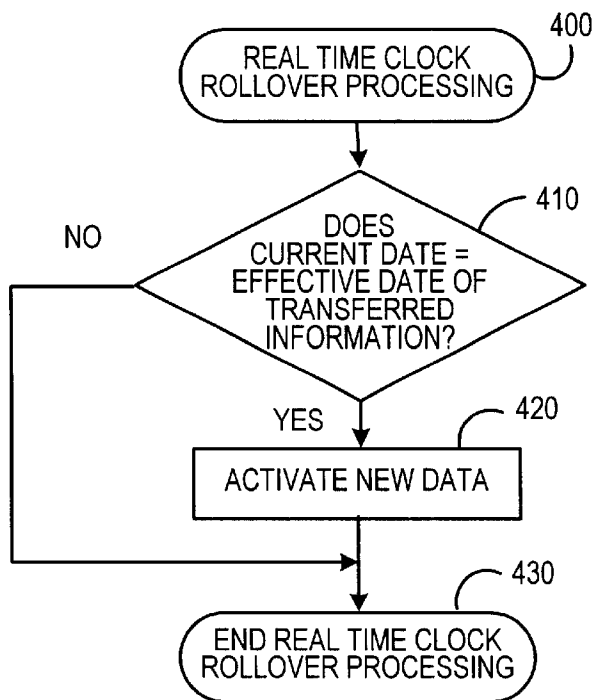 400
REAL TIME CLOCK
ROLLOVER PROCESSING
410
DOES
CURRENT DATE =
EFFECTIVE DATE OF
TRANSFERRED
INFORMATION?
NO
YES
420
ACTIVATE NEW DATA
430
END REAL TIME CLOCK
ROLLOVER PROCESSING